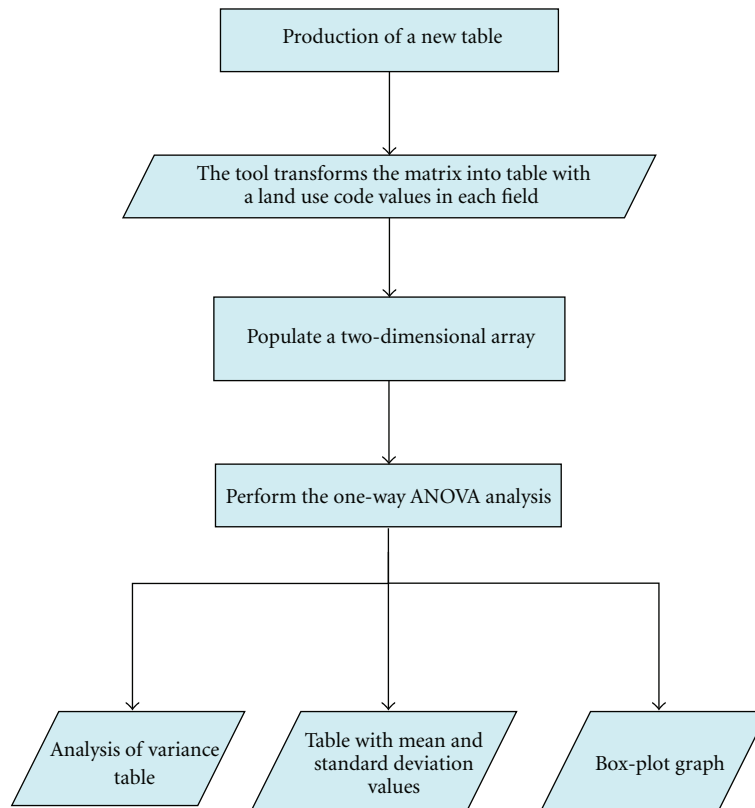 Production of a new table
The tool transforms the matrix into table with
a land use code values in each field
Populate a two-dimensional array
Perform the one-way ANOVA analysis
Analysis of variance
table
Table with mean and
standard deviation
values
Box-plot graph